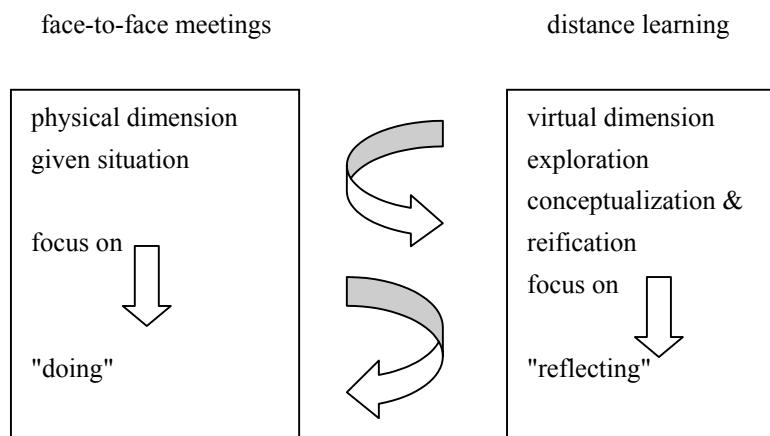 face-to-face meetings
distance learning
physical dimension
given situation
focus on
"doing"
virtual dimension
exploration
conceptualization &
reification
focus on
"reflecting"